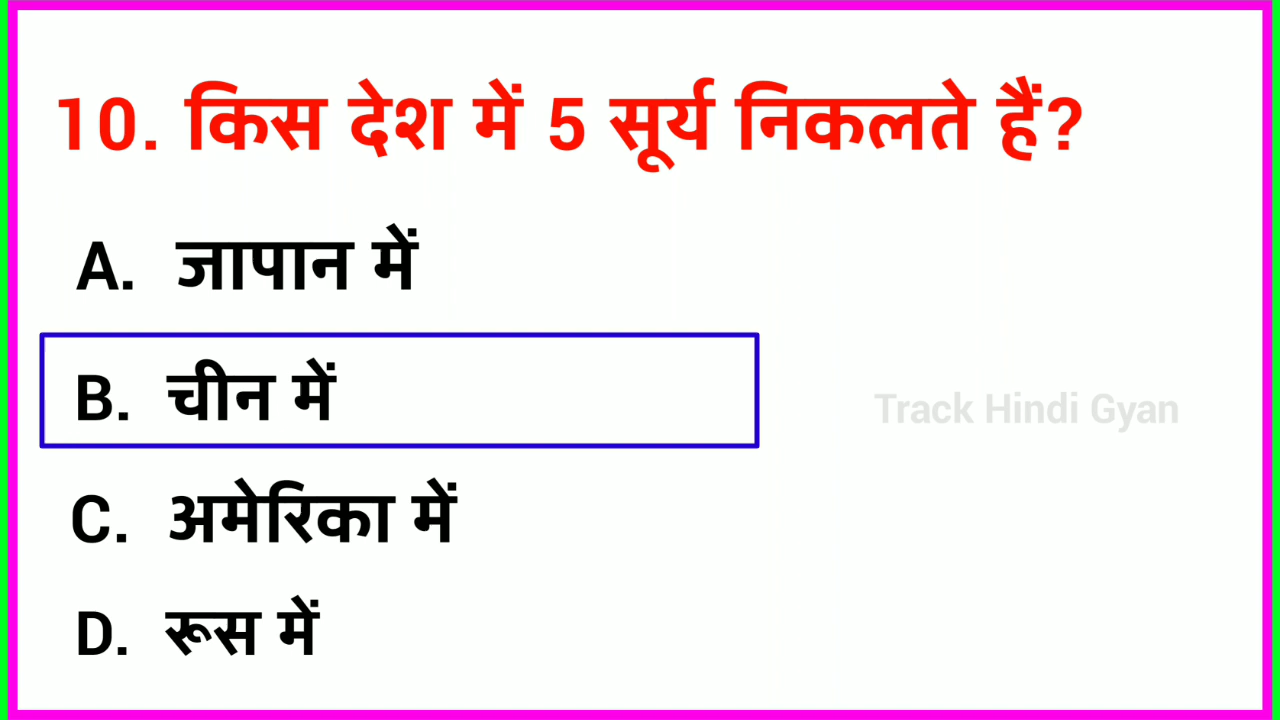 10. किस देश में 5 सूर्य निकलते हैं?
A. जापान में
B. चीन में
Track Hindi Gyan
C. अमेरिका में
D. रूस में